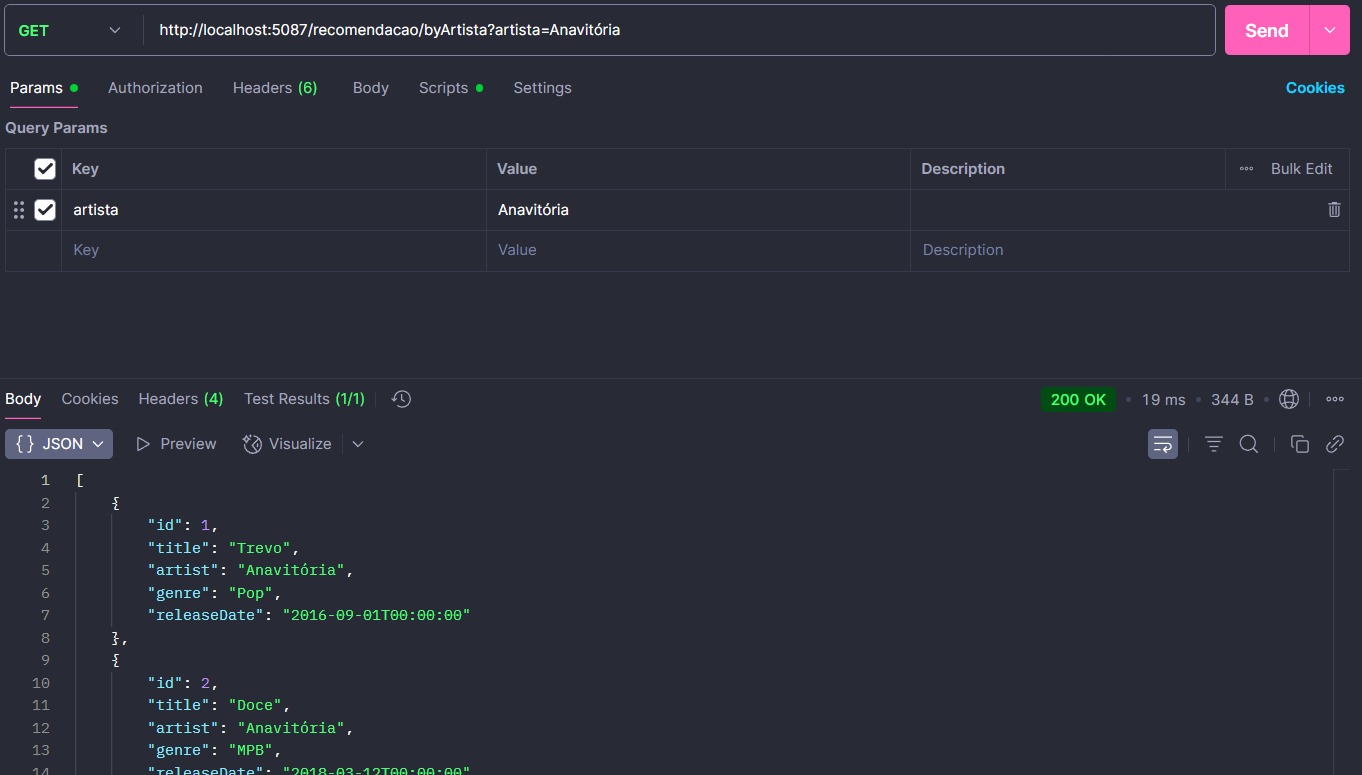 GET http://localhost:5087/recomendacao/byArtista?artista=Anavitória Send
Params Authorization Headers (6) Body Scripts Settings Cookies
Query Params
Key Value Description Bulk Edit
artista Anavitória
Key Value Description
Body Cookies Headers (4) Test Results (1/1) 200 OK 19 ms 344 B
{} JSON Preview Visualize
1 [
2 {
3 "id": 1,
4 "title": "Trevo",
5 "artist": "Anavitória",
6 "genre": "Pop",
7 "releaseDate": "2016-09-01T00:00:00"
8 },
9 {
10 "id": 2,
11 "title": "Doce",
12 "artist": "Anavitória",
13 "genre": "MPB",
14 "releaseDate": "2018-03-12T00:00:00"